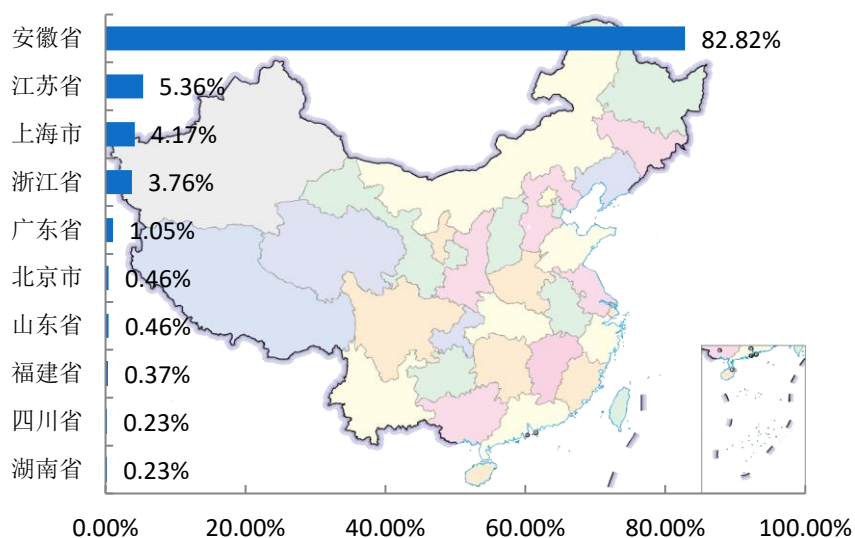 安徽省 82.82%
江苏省 5.36%
上海市 4.17%
浙江省 3.76%
广东省 1.05%
北京市 0.46%
山东省 0.46%
福建省 0.37%
四川省 0.23%
湖南省 0.23%
0.00% 20.00% 40.00% 60.00% 80.00% 100.00%